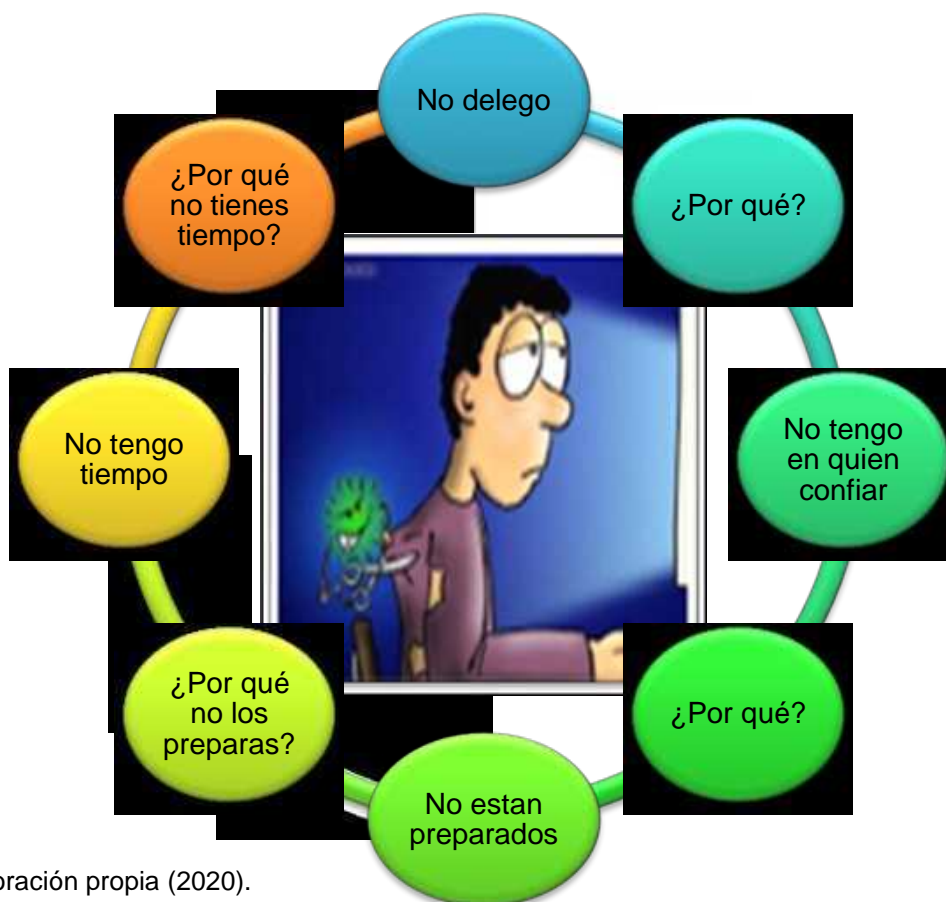 No delego
¿Por qué?
No tengo
en quien
confiar
¿Por qué?
No estan
preparados
¿Por qué
no los
preparas?
No tengo
tiempo
¿Por qué
no tienes
tiempo?
oración propia (2020).